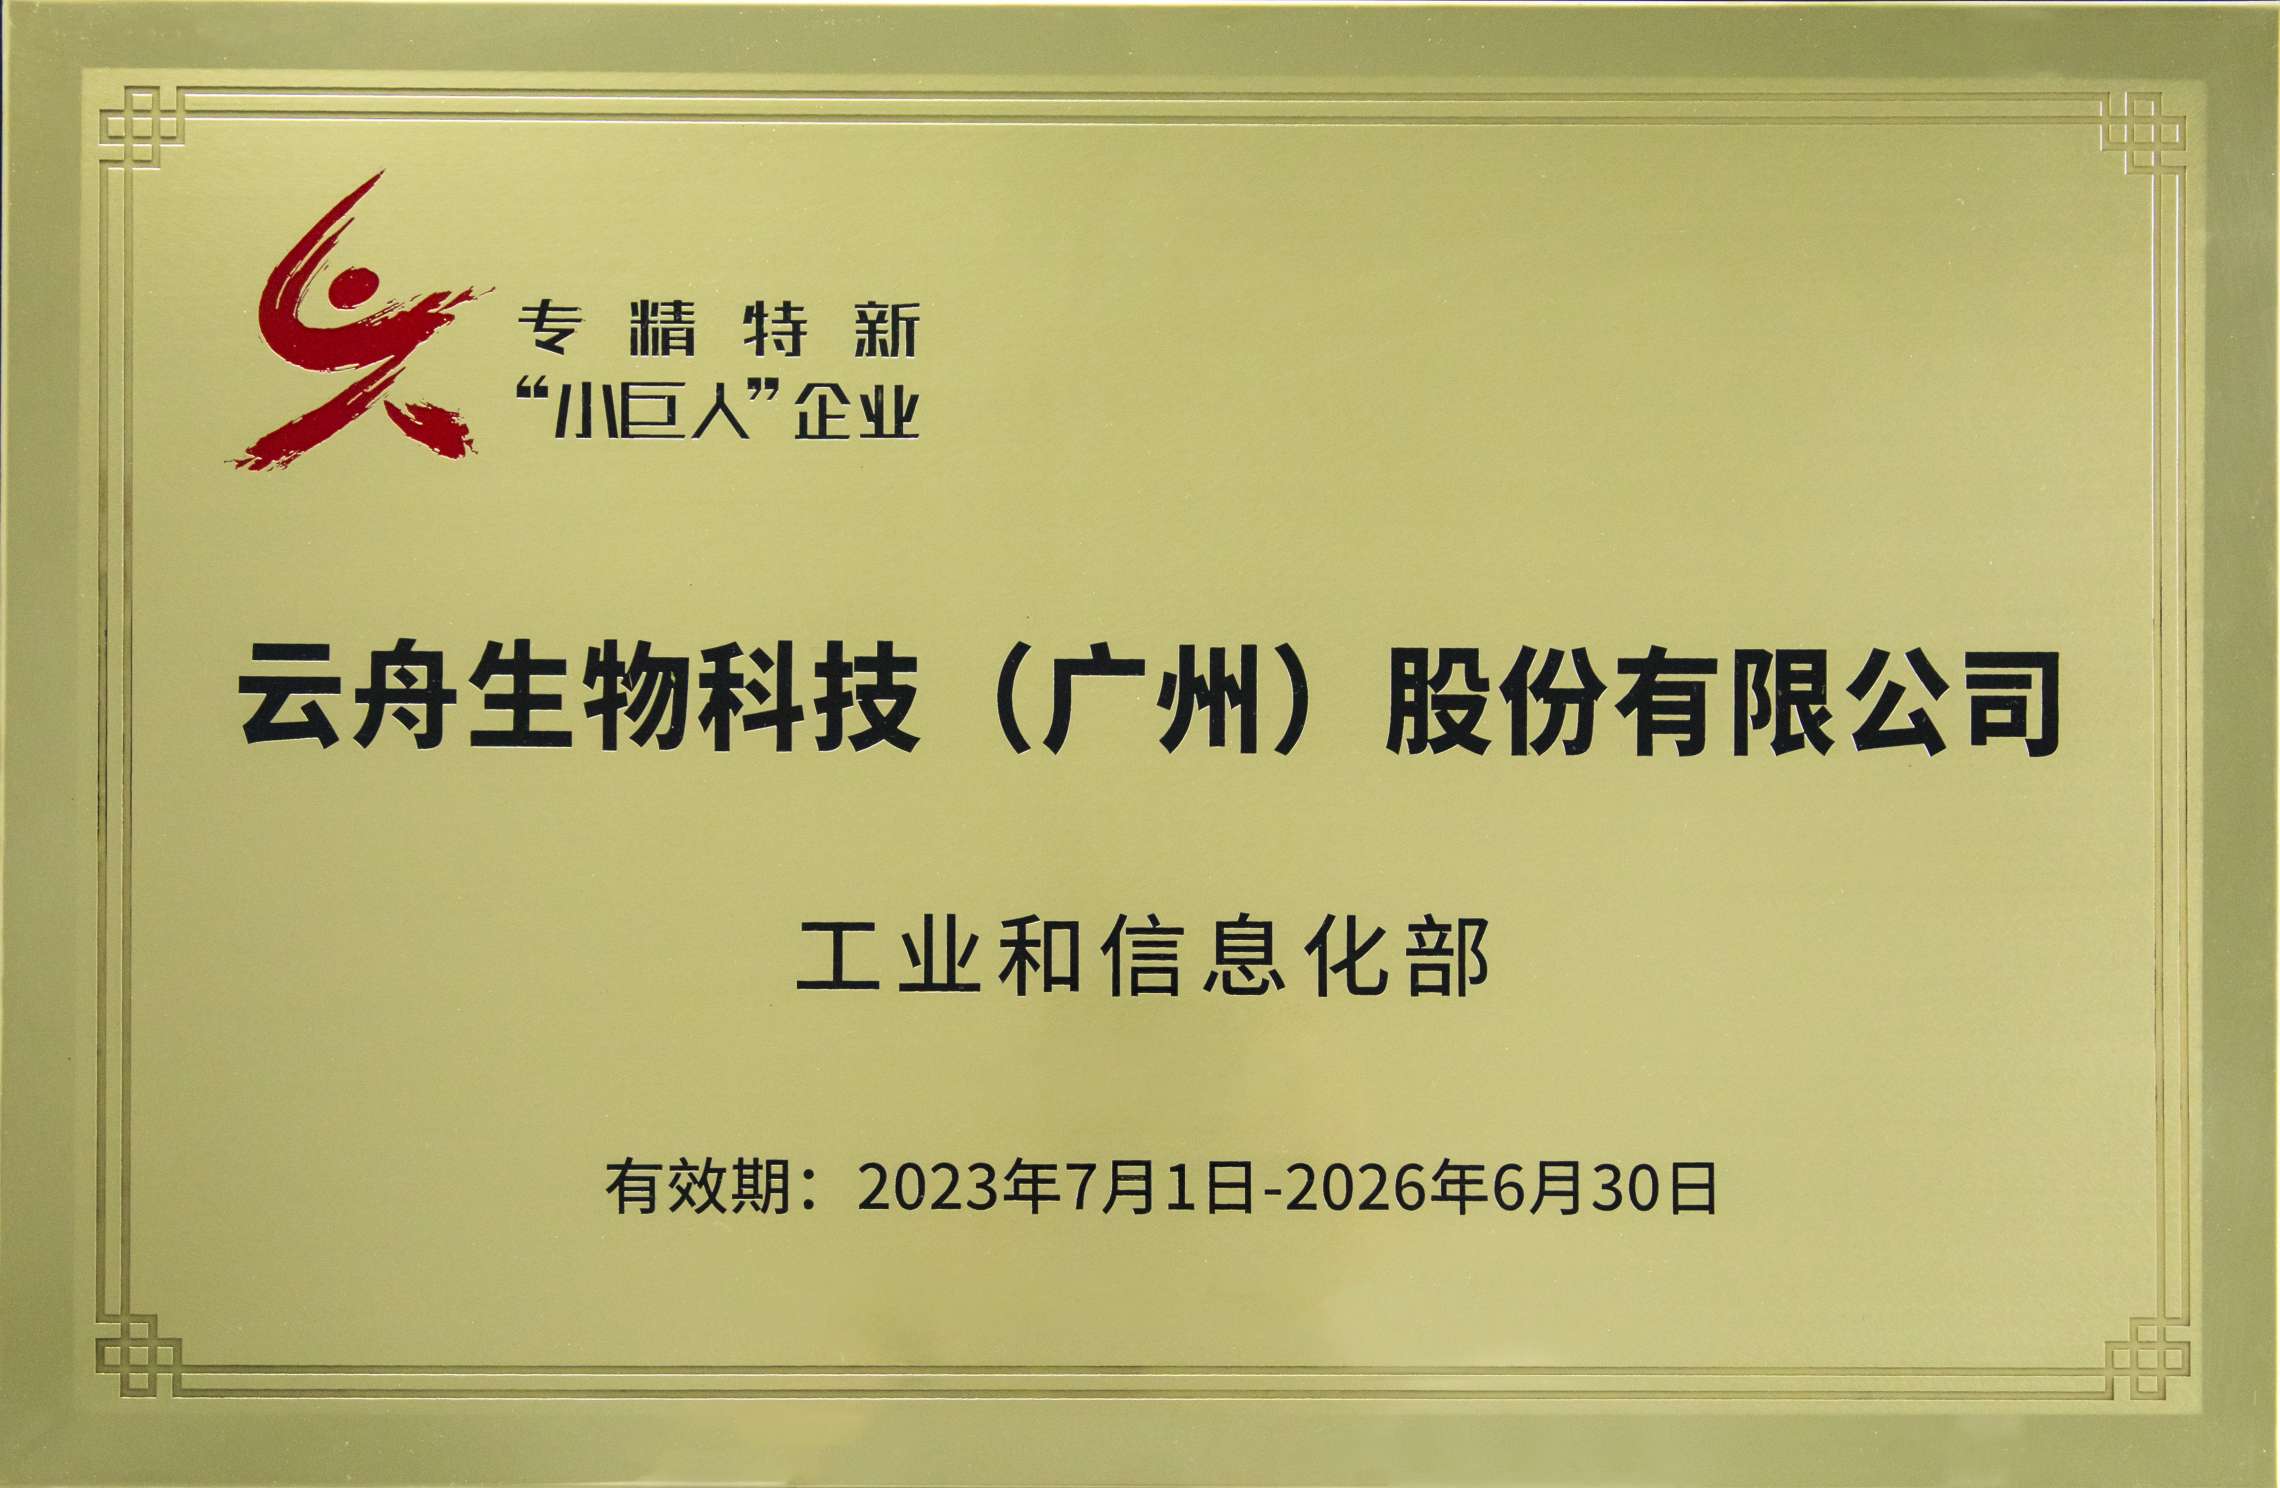 专精特新
“小巨人”企业
云舟生物科技（广州）股份有限公司
工业和信息化部
有效期：2023年7月1日-2026年6月30日